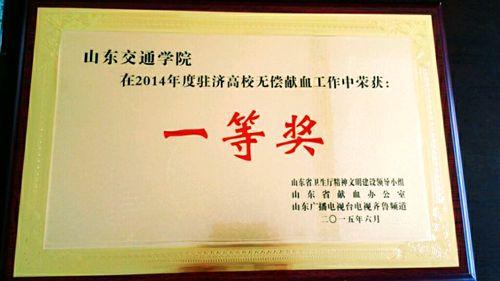 山东交通学院
在2014年度驻济高校无偿献血工作中荣获：
一等奖
山东省卫生厅精神文明建设领导小组
山东省献血办公室
山东广播电视台电视齐鲁频道
二〇一五年六月